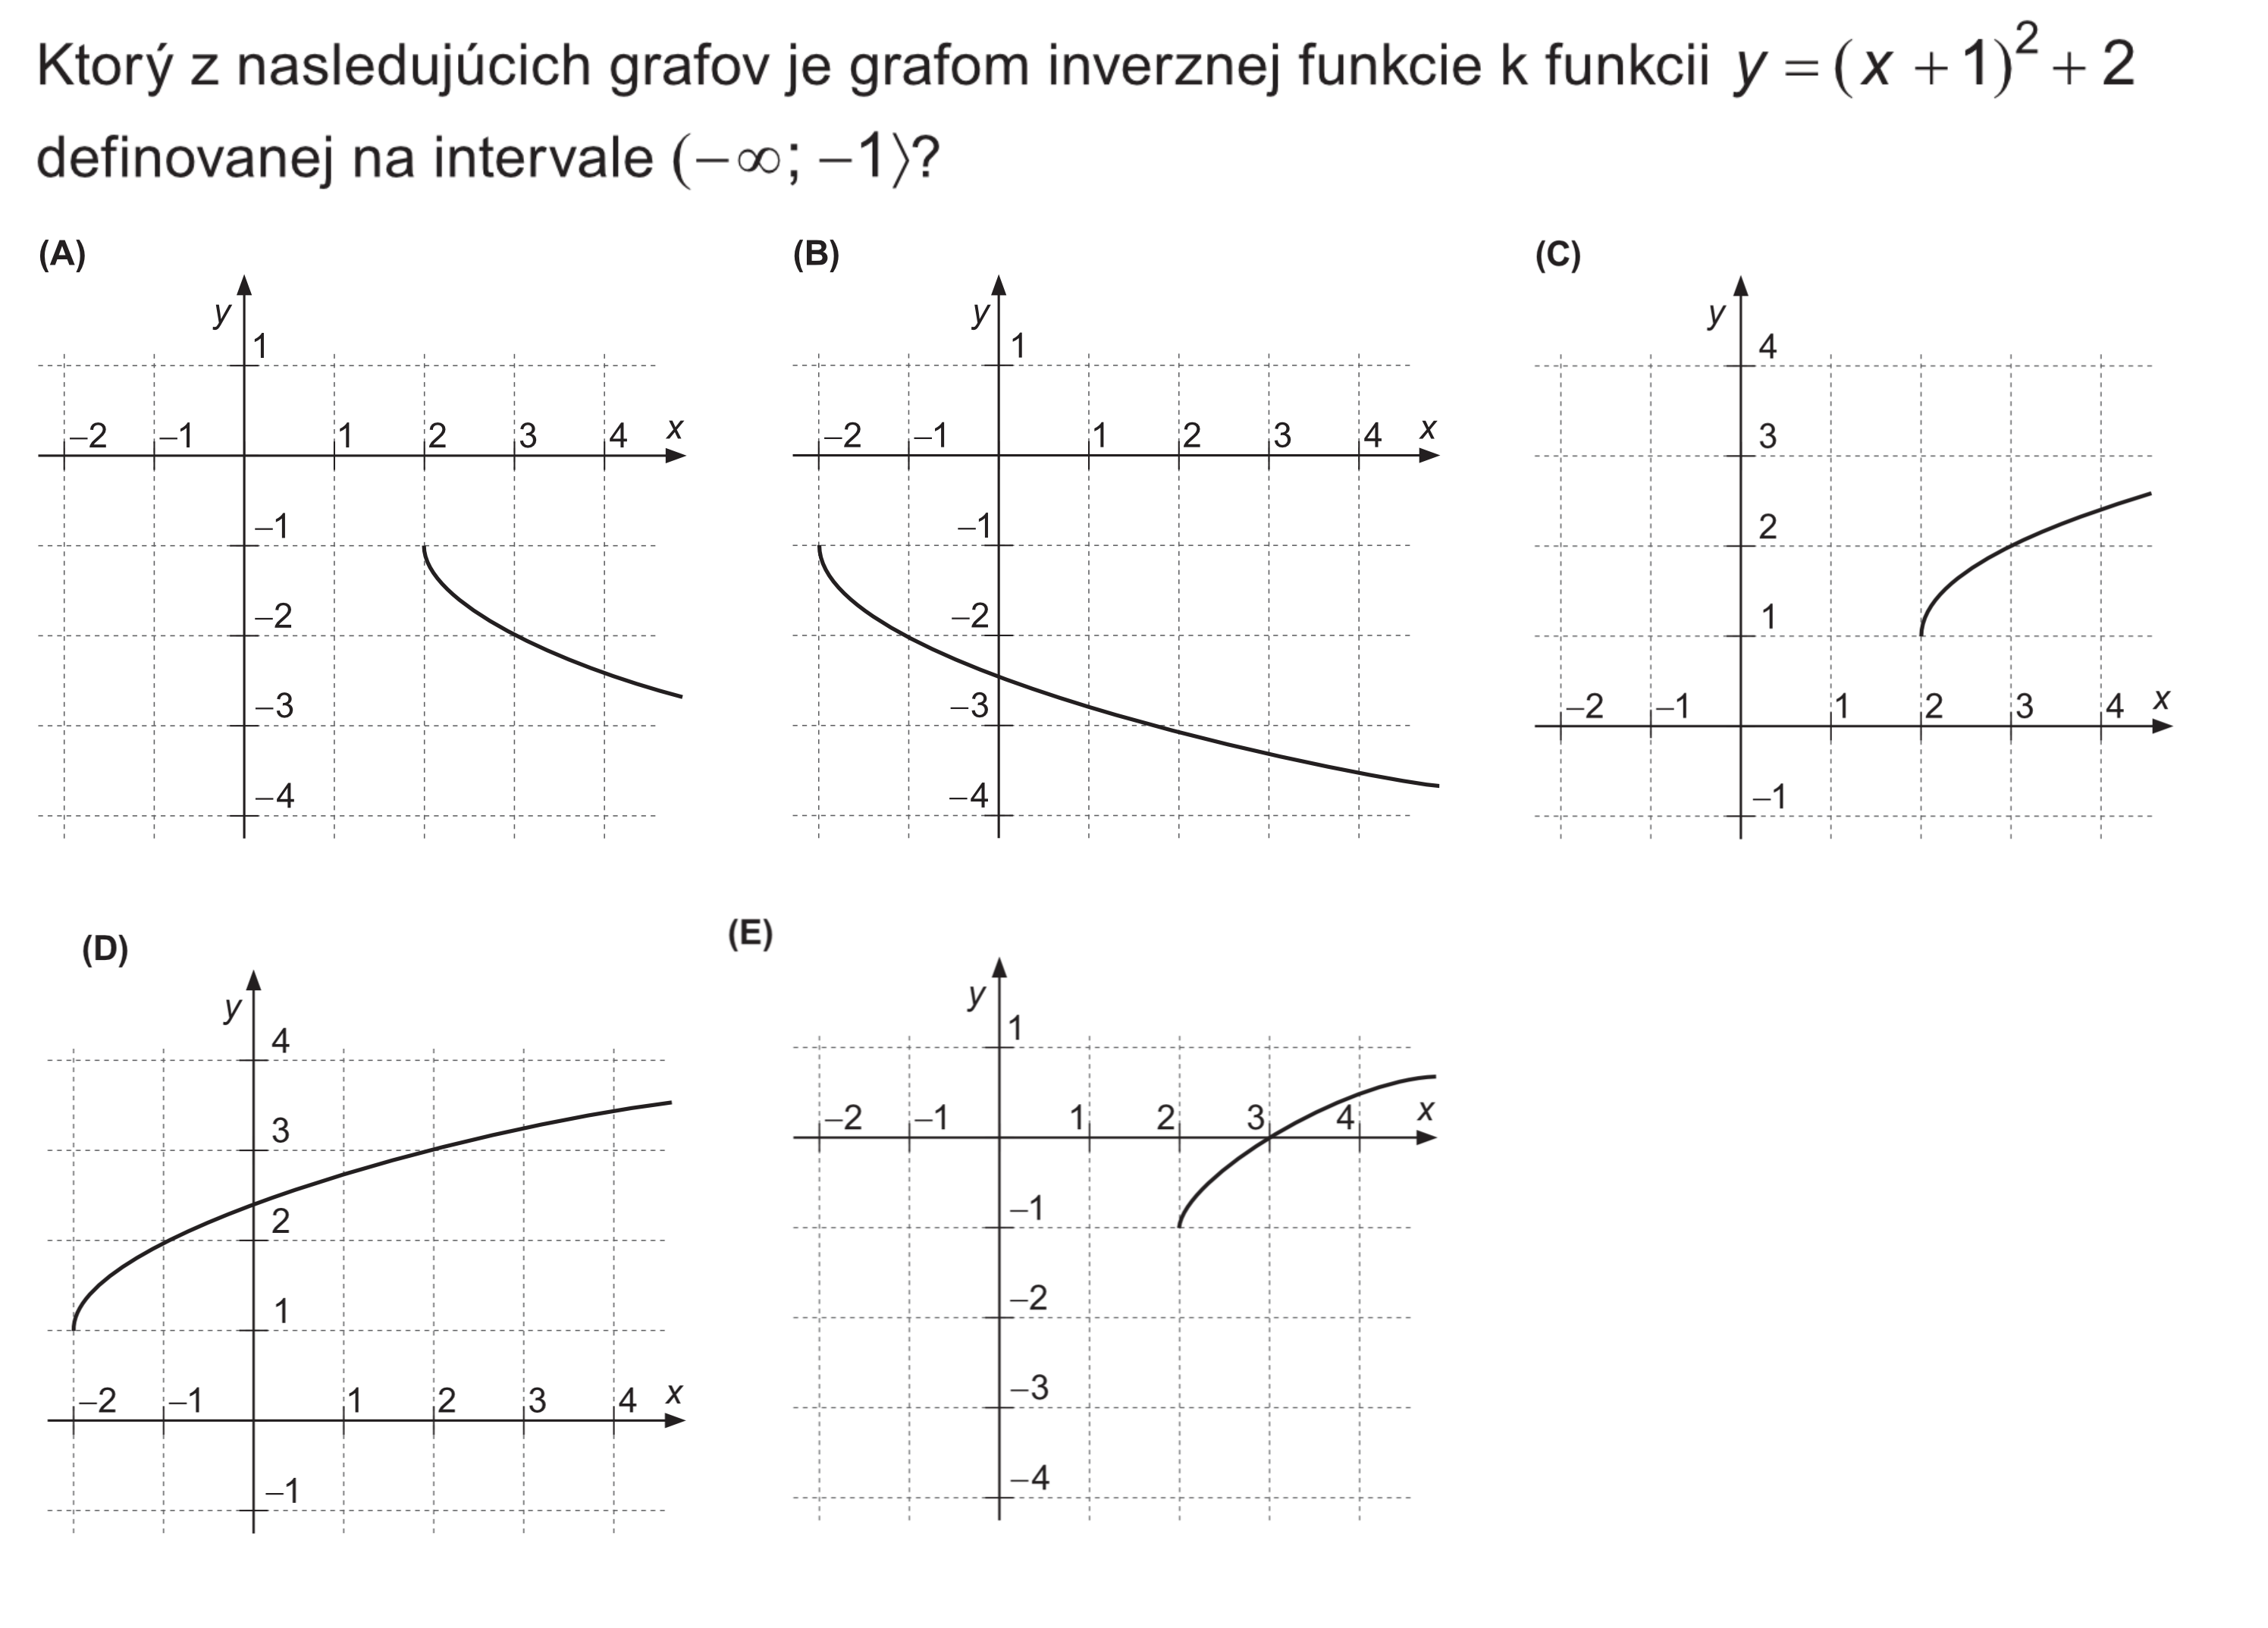 Ktorý z nasledujúcich grafov je grafom inverznej funkcie k funkcii y = (x + 1)² + 2
definovanej na intervale (−∞; −1⟩?
(A)
y
1
−2 −1 1 2 3 4 x
−1
−2
−3
−4
(B)
y
1
−2 −1 1 2 3 4 x
−1
−2
−3
−4
(C)
y
4
3
2
1
−2 −1 1 2 3 4 x
−1
(D)
y
4
3
2
1
−2 −1 1 2 3 4 x
−1
(E)
y
1
−2 −1 1 2 3 4 x
−1
−2
−3
−4